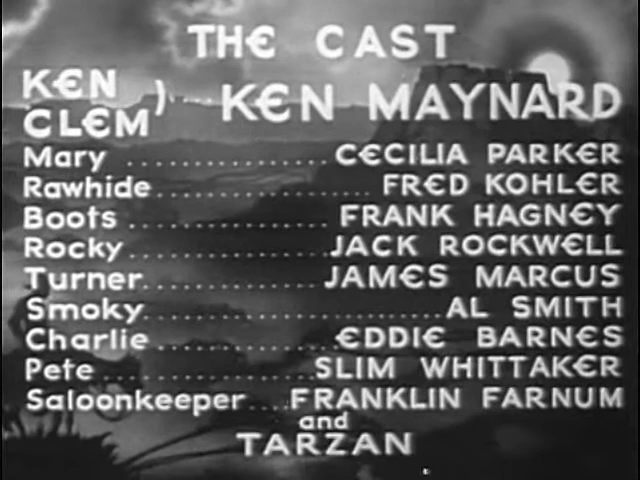 THE CAST
KEN
CLEM ) KEN MAYNARD
Mary .................. CECILIA PARKER
Rawhide................... FRED KOHLER
Boots ................. FRANK HAGNEY
Rocky.................JACK ROCKWELL
Turner................JAMES MARCUS
Smoky..........................AL SMITH
Charlie ............... EDDIE BARNES
Pete ..................SLIM WHITTAKER
Saloonkeeper ....FRANKLIN FARNUM
and
TARZAN